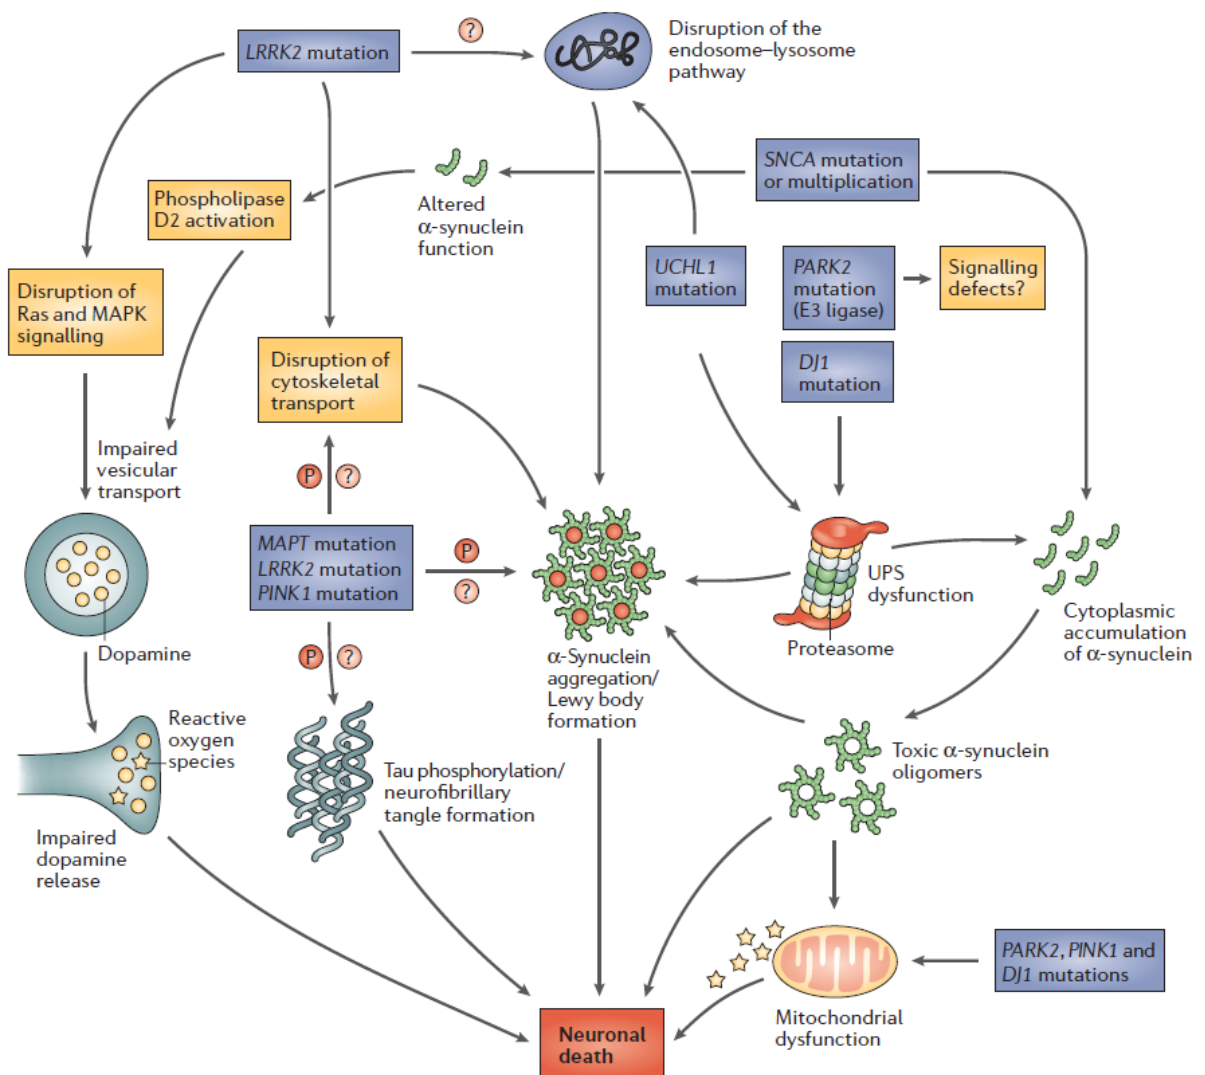 LRRK2 mutation
?
Disruption of the
endosome–lysosome
pathway
SNCA mutation
or multiplication
Phospholipase
D2 activation
Altered
α-synuclein
function
UCHL1
mutation
PARK2
mutation
(E3 ligase)
Signalling
defects?
Disruption of
Ras and MAPK
signalling
Disruption of
cytoskeletal
transport
DJ1
mutation
Impaired
vesicular
transport
P
?
MAPT mutation
LRRK2 mutation
PINK1 mutation
P
?
UPS
dysfunction
Proteasome
Cytoplasmic
accumulation
of α-synuclein
Dopamine
P
?
α-Synuclein
aggregation/
Lewy body
formation
Reactive
oxygen
species
Tau phosphorylation/
neurofibrillary
tangle formation
Toxic α-synuclein
oligomers
Impaired
dopamine
release
PARK2, PINK1 and
DJ1 mutations
Mitochondrial
dysfunction
Neuronal
death